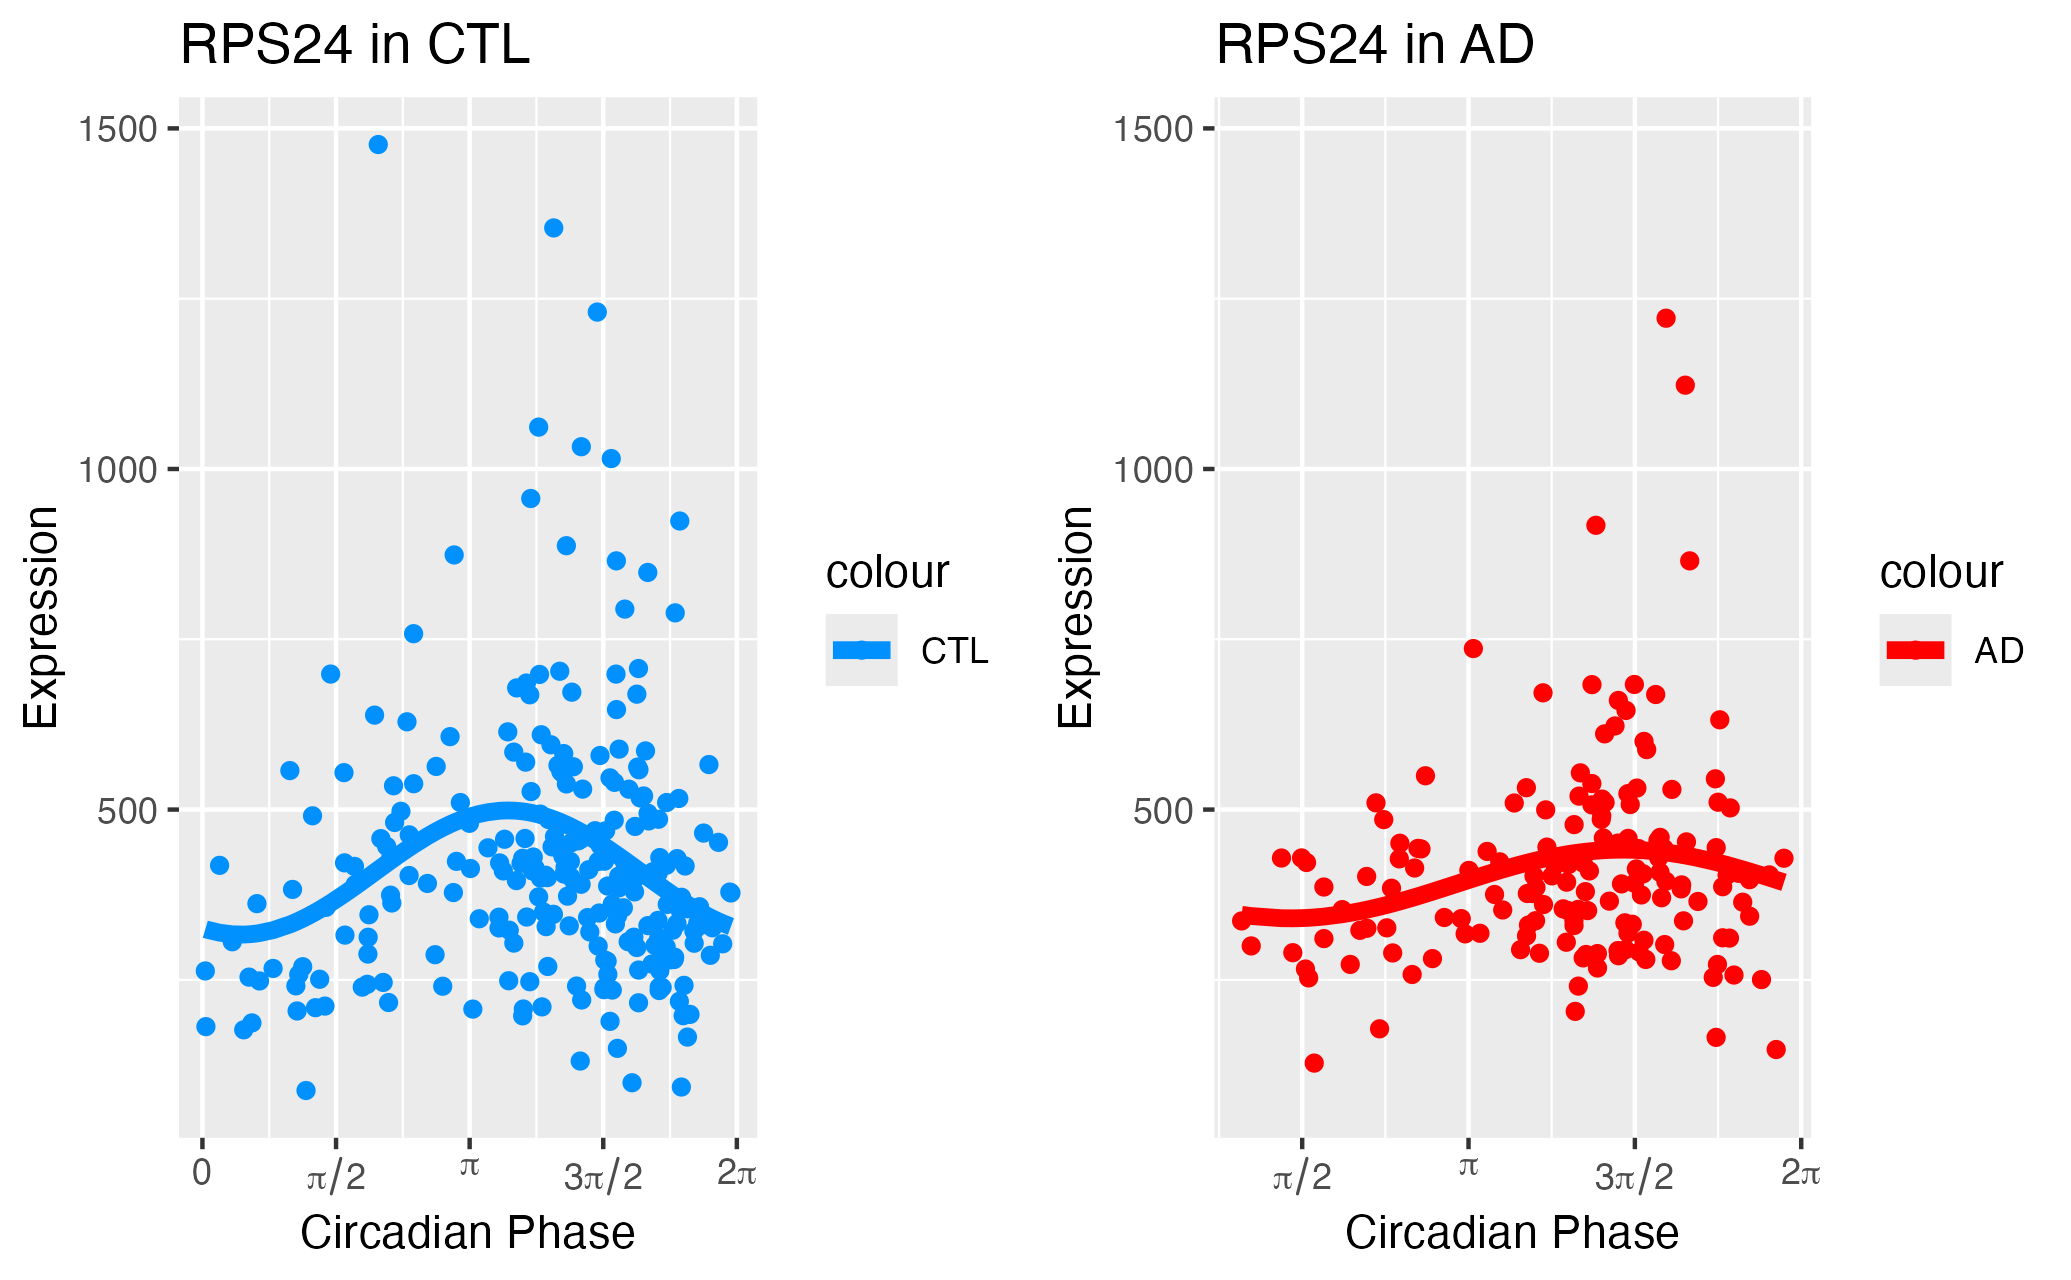 RPS24 in CTL
1500
1000
500
Expression
0
π/2
π
3π/2
2π
Circadian Phase
colour
CTL
RPS24 in AD
1500
1000
500
Expression
π/2
π
3π/2
2π
Circadian Phase
colour
AD